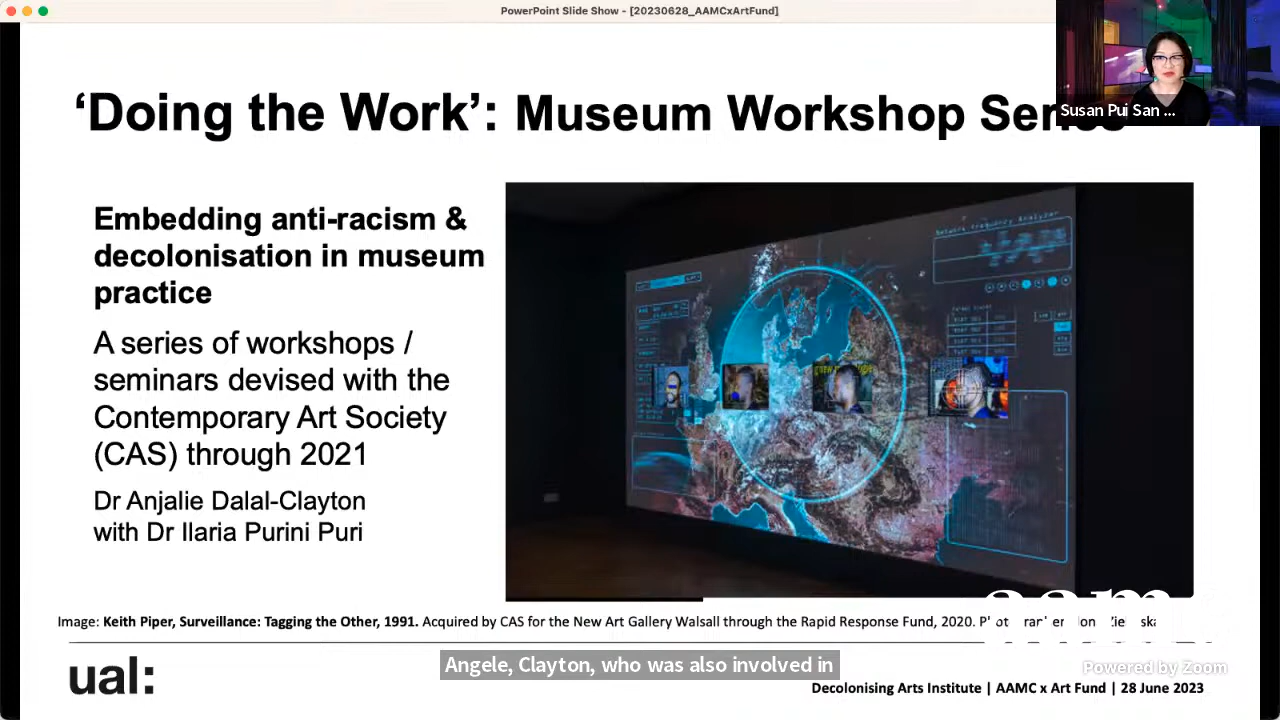 PowerPoint Slide Show - [20230628_AAMCxArtFund]
Susan Pui San ...
‘Doing the Work’: Museum Workshop Series
Embedding anti-racism &
decolonisation in museum
practice
A series of workshops /
seminars devised with the
Contemporary Art Society
(CAS) through 2021
Dr Anjalie Dalal-Clayton
with Dr Ilaria Purini Puri
Network Frequency Analyzer
Image: Keith Piper, Surveillance: Tagging the Other, 1991. Acquired by CAS for the New Art Gallery Walsall through the Rapid Response Fund, 2020.
aamc
ual:
Angele, Clayton, who was also involved in
Powered by Zoom
Decolonising Arts Institute | AAMC x Art Fund | 28 June 2023